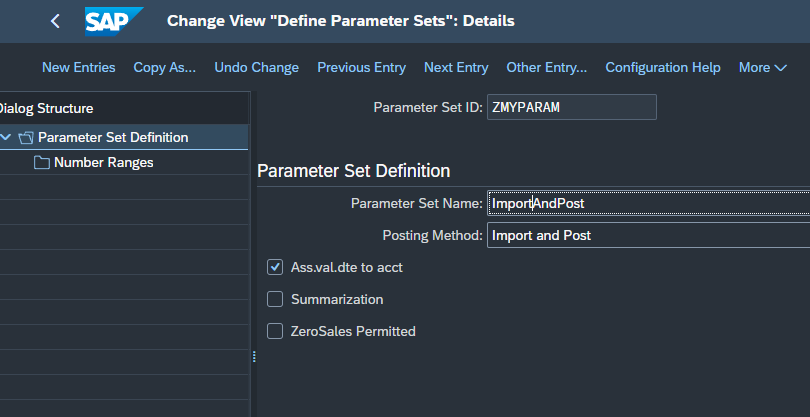 SAP Change View "Define Parameter Sets": Details
New Entries Copy As... Undo Change Previous Entry Next Entry Other Entry... Configuration Help More
Dialog Structure
Parameter Set ID: ZMYPARAM
Parameter Set Definition
Number Ranges
Parameter Set Definition
Parameter Set Name: ImportAndPost
Posting Method: Import and Post
Ass.val.dte to acct
Summarization
ZeroSales Permitted